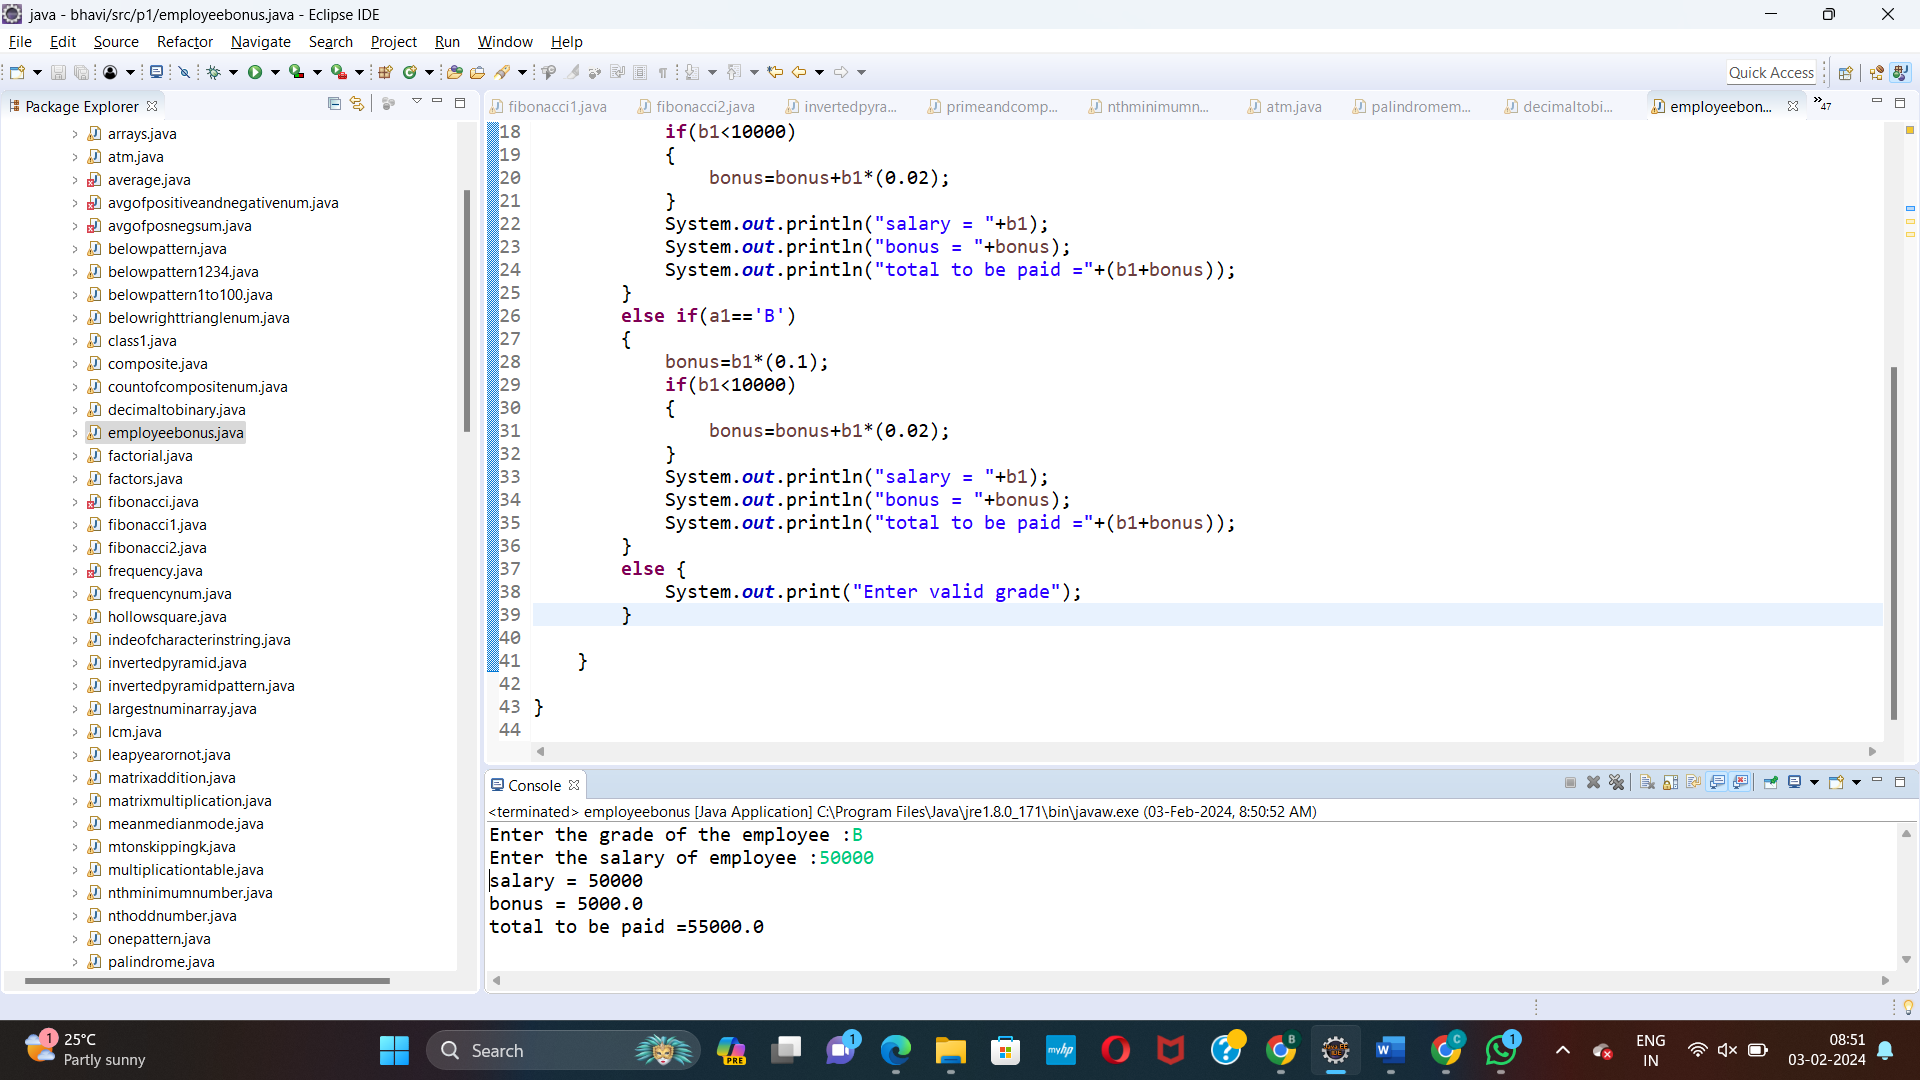 java - bhavi/src/p1/employeebonus.java - Eclipse IDE
File Edit Source Refactor Navigate Search Project Run Window Help
Quick Access
Package Explorer
fibonacci1.java fibonacci2.java invertedpyra... primeandcomp... nthminimumn... atm.java palindromem... decimaltobi... employeebon... »47
arrays.java
atm.java
average.java
avgofpositiveandnegativenum.java
avgofposnegsum.java
belowpattern.java
belowpattern1234.java
belowpattern1to100.java
belowrighttrianglenum.java
class1.java
composite.java
countofcompositenum.java
decimaltobinary.java
employeebonus.java
factorial.java
factors.java
fibonacci.java
fibonacci1.java
fibonacci2.java
frequency.java
frequencynum.java
hollowsquare.java
indeofcharacterinstring.java
invertedpyramid.java
invertedpyramidpattern.java
largestnuminarray.java
lcm.java
leapyearornot.java
matrixaddition.java
matrixmultiplication.java
meanmedianmode.java
mtonskippingk.java
multiplicationtable.java
nthminimumnumber.java
nthoddnumber.java
onepattern.java
palindrome.java
18 if(b1<10000)
19 {
20 bonus=bonus+b1*(0.02);
21 }
22 System.out.println("salary = "+b1);
23 System.out.println("bonus = "+bonus);
24 System.out.println("total to be paid ="+(b1+bonus));
25 }
26 else if(a1=='B')
27 {
28 bonus=b1*(0.1);
29 if(b1<10000)
30 {
31 bonus=bonus+b1*(0.02);
32 }
33 System.out.println("salary = "+b1);
34 System.out.println("bonus = "+bonus);
35 System.out.println("total to be paid ="+(b1+bonus));
36 }
37 else {
38 System.out.print("Enter valid grade");
39 }
40
41 }
42
43 }
44
Console
<terminated> employeebonus [Java Application] C:\Program Files\Java\jre1.8.0_171\bin\javaw.exe (03-Feb-2024, 8:50:52 AM)
Enter the grade of the employee :B
Enter the salary of employee :50000
salary = 50000
bonus = 5000.0
total to be paid =55000.0
1
25°C
Partly sunny
Search
PRE
1
myhp
B
JAVA EE
IDE
W
C
1
ENG
IN
08:51
03-02-2024